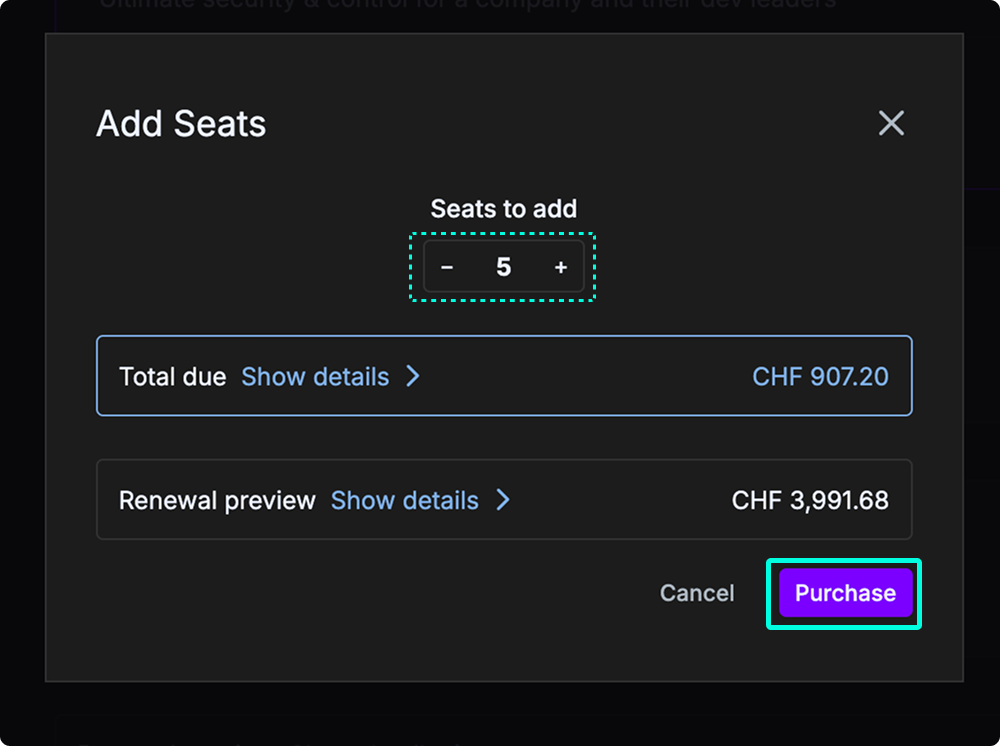 Ultimate security & control for a company and their dev leaders
Add Seats
Seats to add
− 5 +
Total due Show details CHF 907.20
Renewal preview Show details CHF 3,991.68
Cancel Purchase